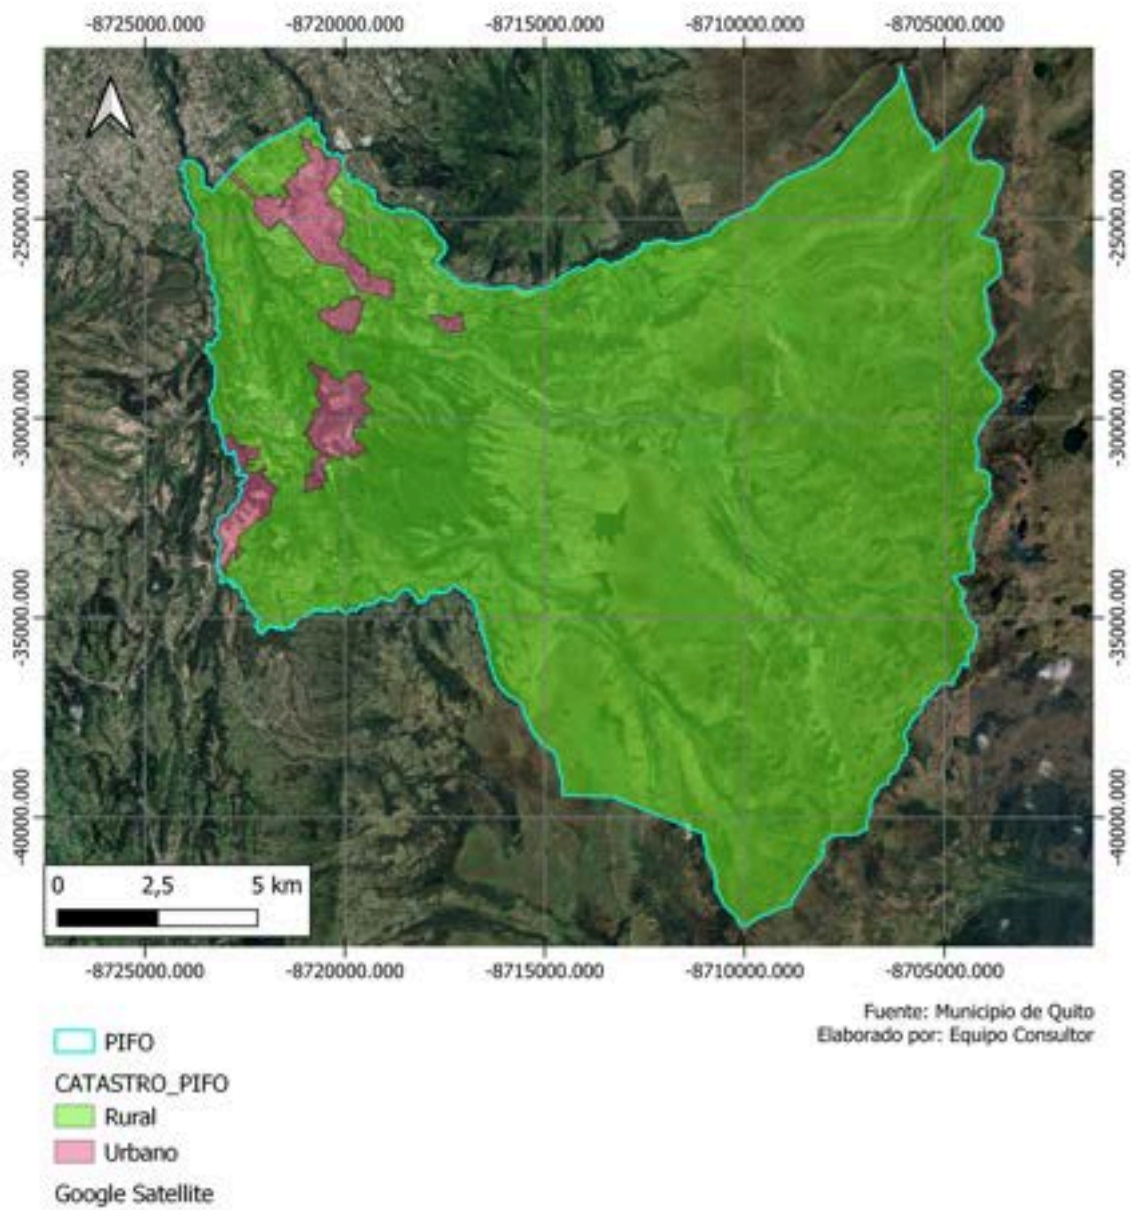 -8725000.000 -8720000.000 -8715000.000 -8710000.000 -8705000.000
-25000.000 -25000.000
-30000.000 -30000.000
-35000.000 -35000.000
-40000.000 -40000.000
0 2,5 5 km
-8725000.000 -8720000.000 -8715000.000 -8710000.000 -8705000.000
Fuente: Municipio de Quito
Elaborado por: Equipo Consultor
PIFO
CATASTRO_PIFO
Rural
Urbano
Google Satellite